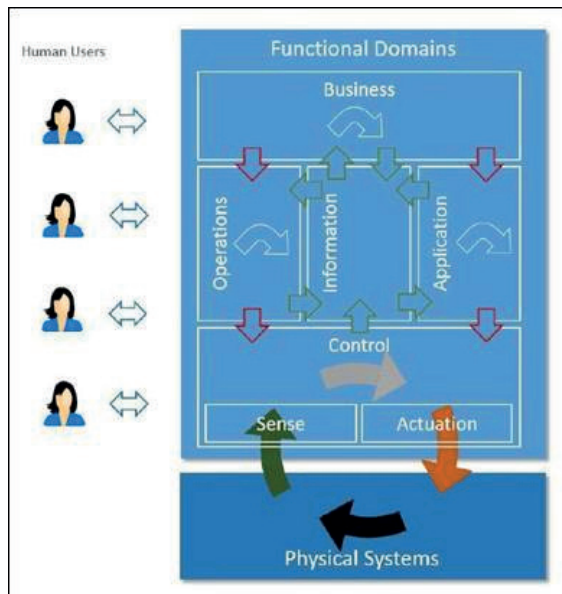 Human Users
Functional Domains
Business
Operations
Information
Application
Control
Sense
Actuation
Physical Systems